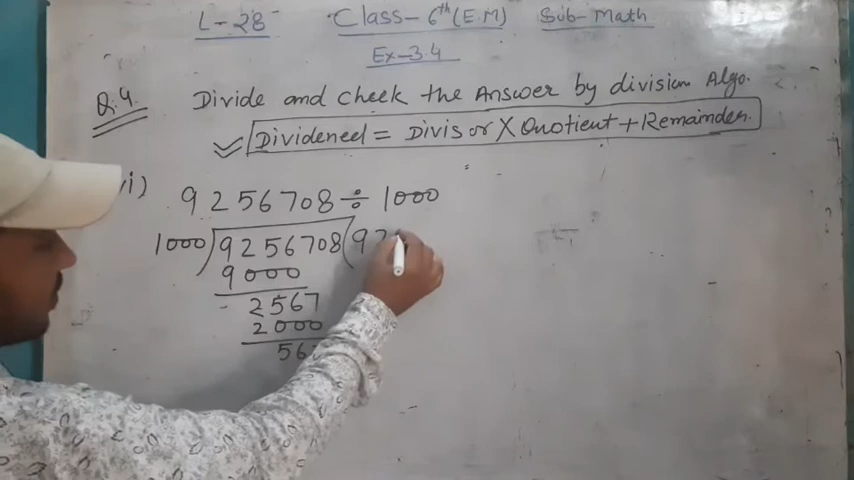 L-28 Class-6th (E.M) Sub-Math
Ex-3.4
Q.4. Divide and Check the Answer by division Algo.
Divideneel = Divisor X Quotient + Remainder.
i) 9256708 ÷ 1000
1000)9256708(92
9000
- 2567
2000
56